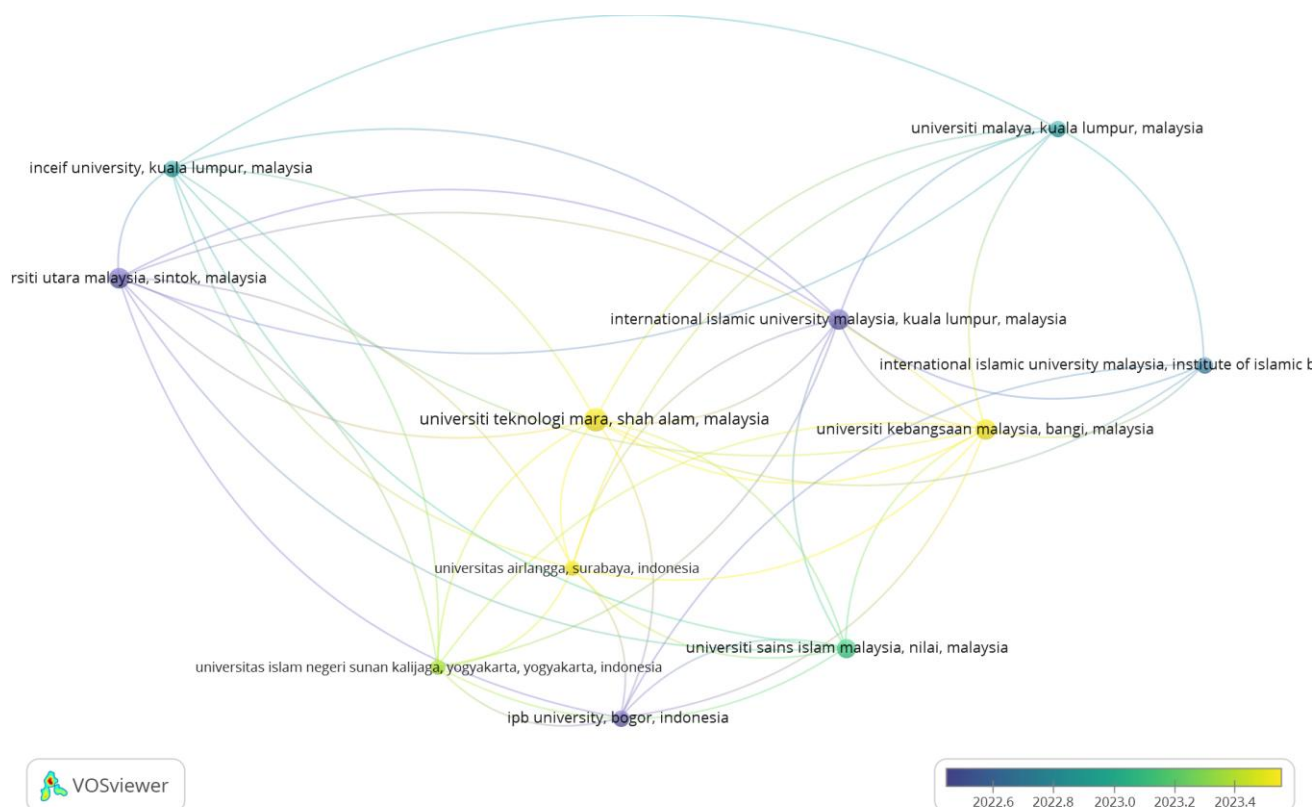 universiti malaya, kuala lumpur, malaysia
inceif university, kuala lumpur, malaysia
rsiti utara malaysia, sintok, malaysia
international islamic university malaysia, kuala lumpur, malaysia
international islamic university malaysia, institute of islamic b
universiti teknologi mara, shah alam, malaysia
universiti kebangsaan malaysia, bangi, malaysia
universitas airlangga, surabaya, indonesia
universiti sains islam malaysia, nilai, malaysia
universitas islam negeri sunan kalijaga, yogyakarta, yogyakarta, indonesia
ipb university, bogor, indonesia
VOSviewer
2022.6 2022.8 2023.0 2023.2 2023.4